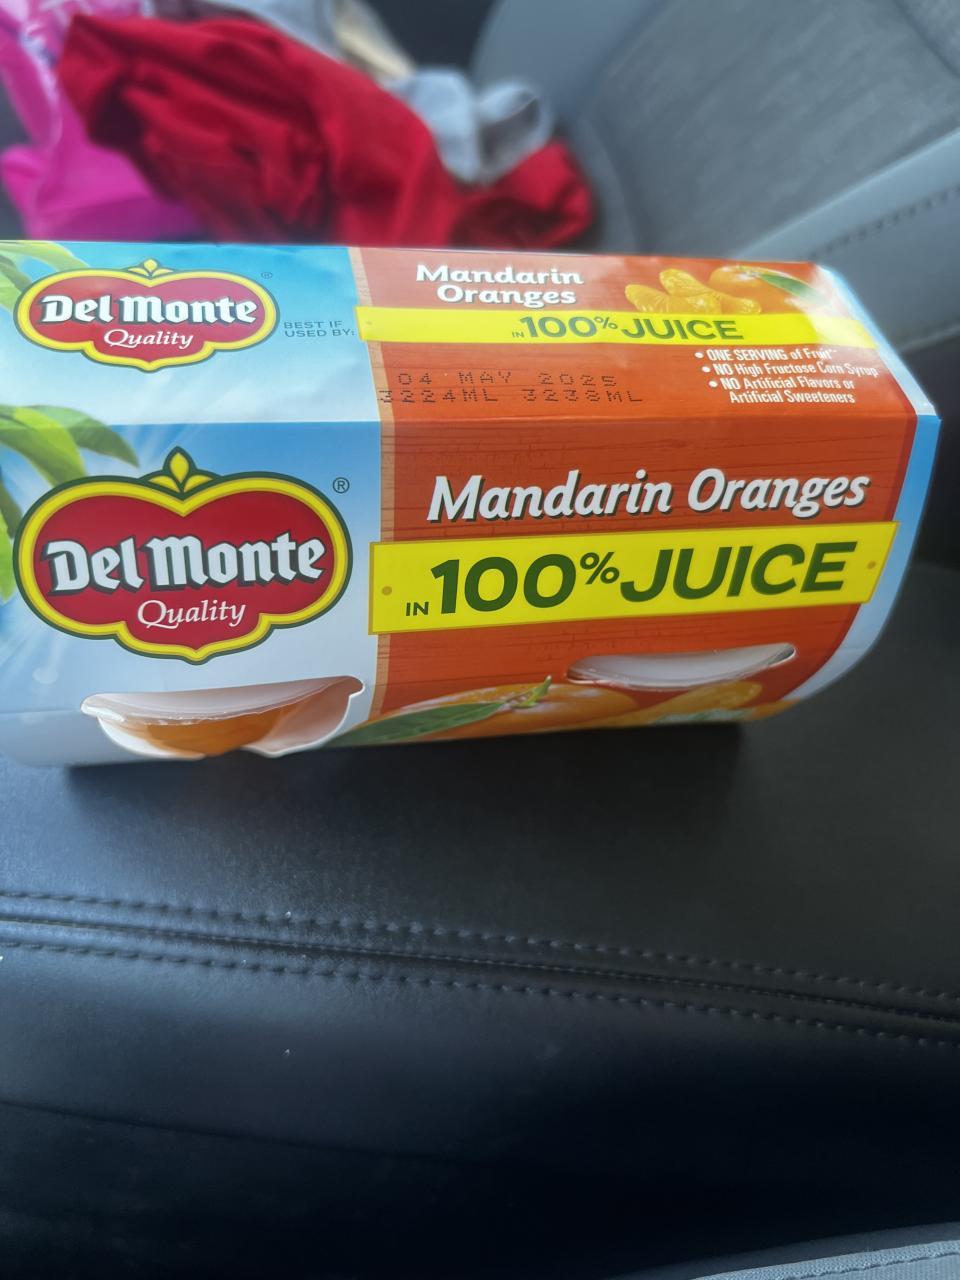 Del Monte
®
Quality
BEST IF
USED BY:
Mandarin
Oranges
IN 100% JUICE
• ONE SERVING of Fruit**
• NO High Fructose Corn Syrup
• NO Artificial Flavors or
Artificial Sweeteners
04 MAY 2025
3224ML 3238ML
Del Monte
®
Quality
Mandarin Oranges
IN 100% JUICE